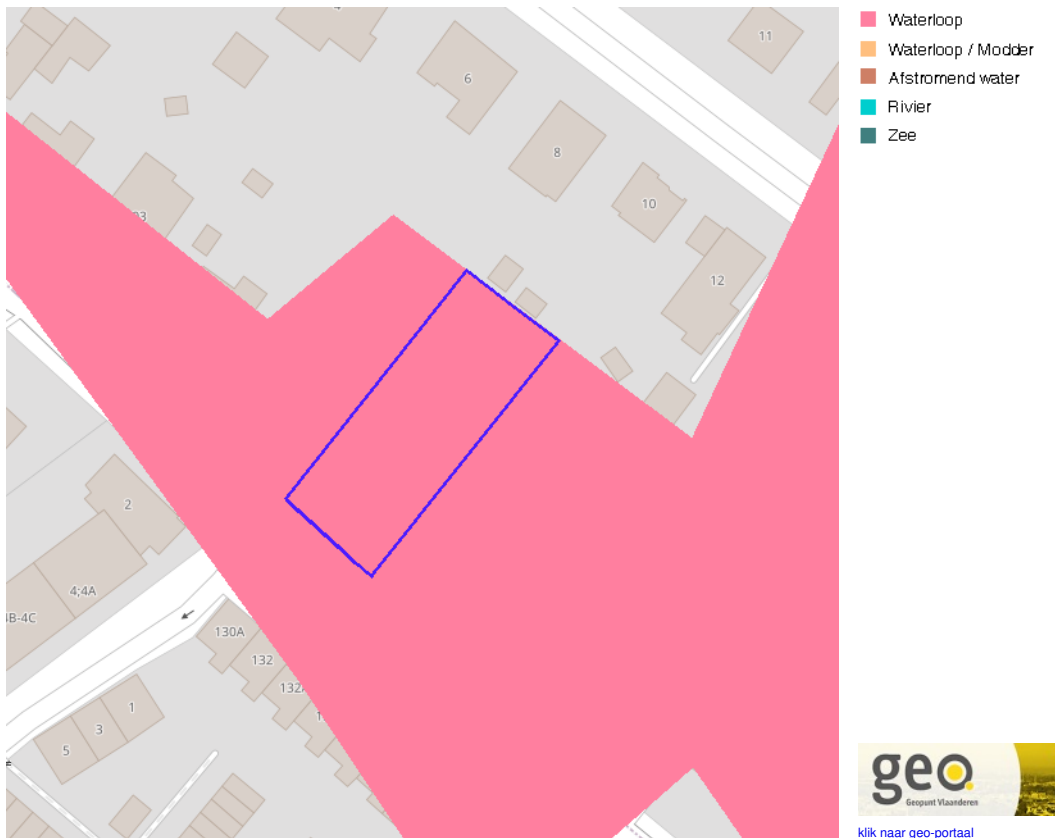 11
Waterloop
Waterloop / Modder
Afstromend water
Rivier
Zee
6
8
10
12
2
4;4A
130A
132
1
3
5
geo
Geopunt Vlaanderen
klik naar geo-portaal